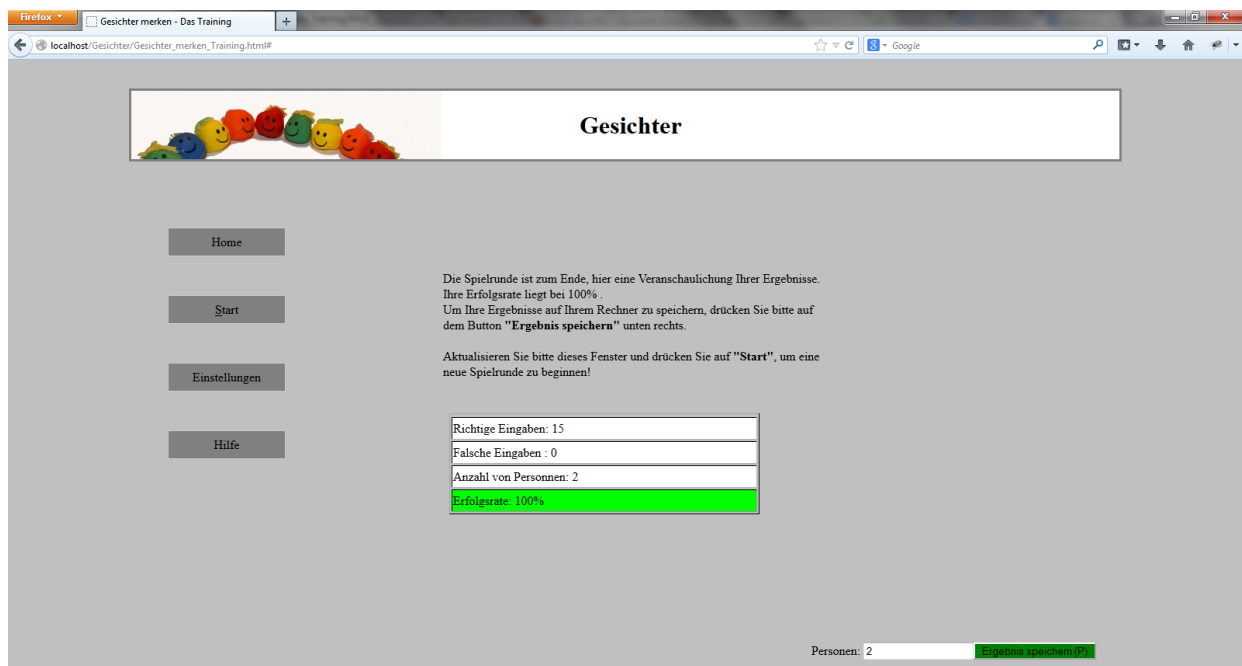 Firefox
Gesichter merken - Das Training
localhost/Gesichter/Gesichter_merken_Training.html#
Google
Gesichter
Home
Start
Einstellungen
Hilfe
Die Spielrunde ist zum Ende, hier eine Veranschaulichung Ihrer Ergebnisse.
Ihre Erfolgsrate liegt bei 100% .
Um Ihre Ergebnisse auf Ihrem Rechner zu speichern, drücken Sie bitte auf
dem Button "Ergebnis speichern" unten rechts.
Aktualisieren Sie bitte dieses Fenster und drücken Sie auf "Start", um eine
neue Spielrunde zu beginnen!
Richtige Eingaben: 15
Falsche Eingaben : 0
Anzahl von Personnen: 2
Erfolgsrate: 100%
Personen: 2 Ergebnis speichern (P)